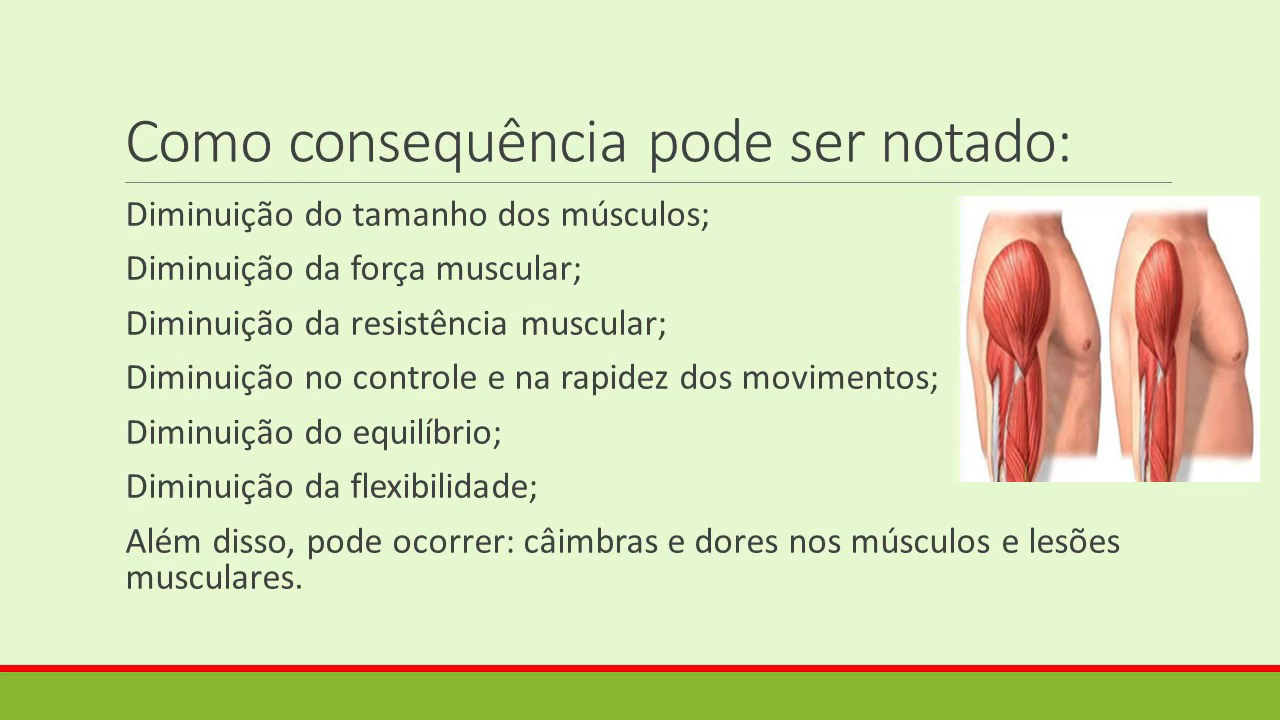 Como consequência pode ser notado:
Diminuição do tamanho dos músculos;
Diminuição da força muscular;
Diminuição da resistência muscular;
Diminuição no controle e na rapidez dos movimentos;
Diminuição do equilíbrio;
Diminuição da flexibilidade;
Além disso, pode ocorrer: câimbras e dores nos músculos e lesões
musculares.